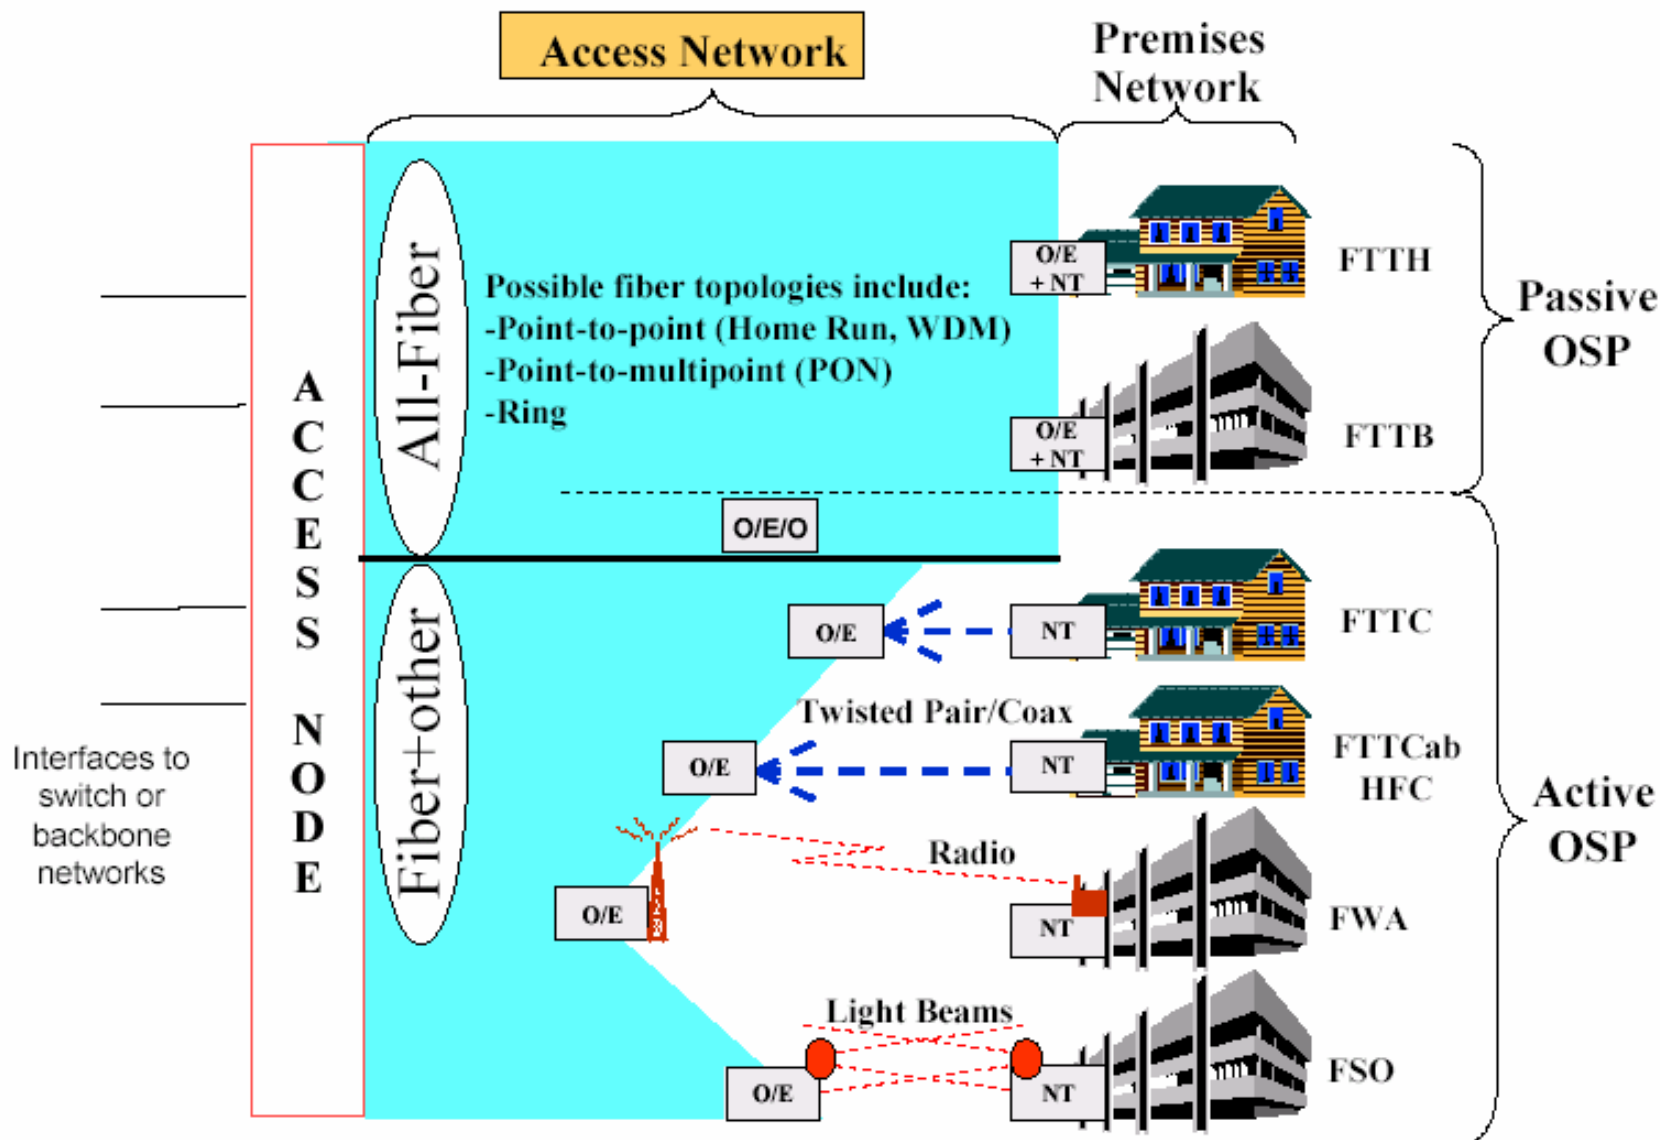 Access Network
Premises
Network
ACCESS NODE
All-Fiber
Possible fiber topologies include:
-Point-to-point (Home Run, WDM)
-Point-to-multipoint (PON)
-Ring
O/E
+ NT
FTTH
O/E
+ NT
FTTB
Passive
OSP
O/E/O
Fiber+other
O/E
NT
FTTC
Twisted Pair/Coax
O/E
NT
FTTCab
HFC
Interfaces to
switch or
backbone
networks
Active
OSP
Radio
O/E
NT
FWA
Light Beams
O/E
NT
FSO